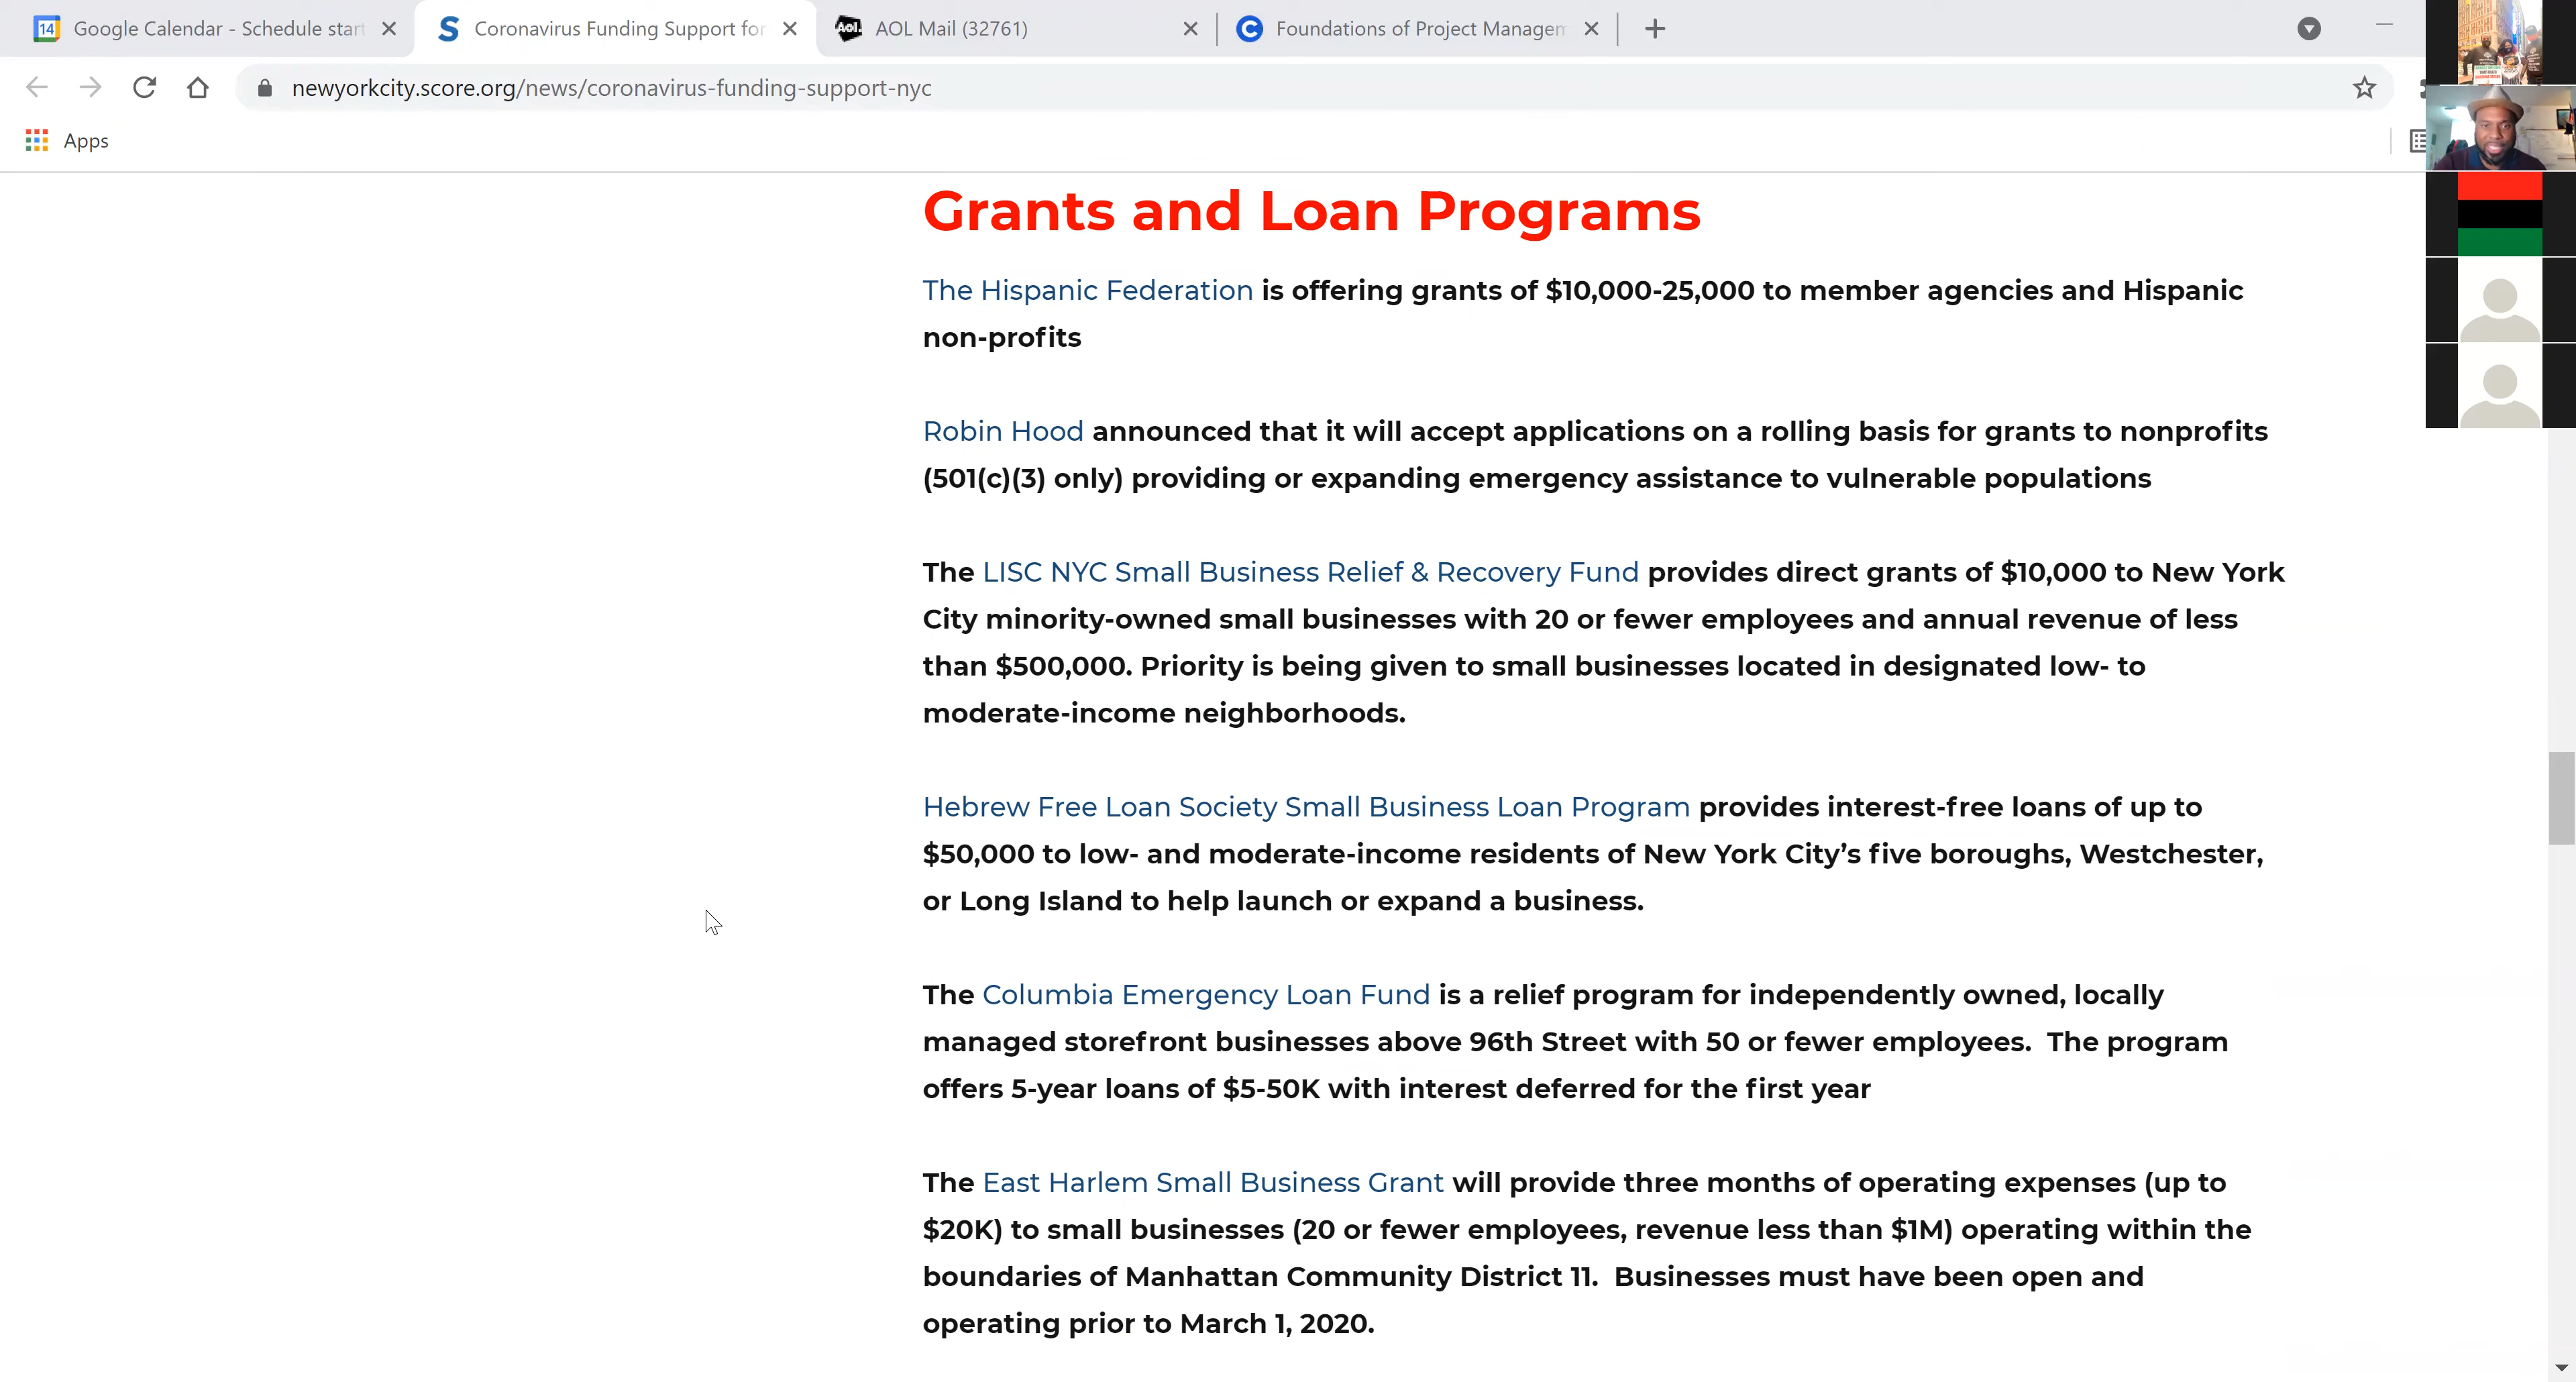 14 Google Calendar - Schedule start
S Coronavirus Funding Support for
Aol. AOL Mail (32761)
C Foundations of Project Managem
newyorkcity.score.org/news/coronavirus-funding-support-nyc
Apps
Grants and Loan Programs
The Hispanic Federation is offering grants of $10,000-25,000 to member agencies and Hispanic
non-profits
Robin Hood announced that it will accept applications on a rolling basis for grants to nonprofits
(501(c)(3) only) providing or expanding emergency assistance to vulnerable populations
The LISC NYC Small Business Relief & Recovery Fund provides direct grants of $10,000 to New York
City minority-owned small businesses with 20 or fewer employees and annual revenue of less
than $500,000. Priority is being given to small businesses located in designated low- to
moderate-income neighborhoods.
Hebrew Free Loan Society Small Business Loan Program provides interest-free loans of up to
$50,000 to low- and moderate-income residents of New York City’s five boroughs, Westchester,
or Long Island to help launch or expand a business.
The Columbia Emergency Loan Fund is a relief program for independently owned, locally
managed storefront businesses above 96th Street with 50 or fewer employees.  The program
offers 5-year loans of $5-50K with interest deferred for the first year
The East Harlem Small Business Grant will provide three months of operating expenses (up to
$20K) to small businesses (20 or fewer employees, revenue less than $1M) operating within the
boundaries of Manhattan Community District 11.  Businesses must have been open and
operating prior to March 1, 2020.